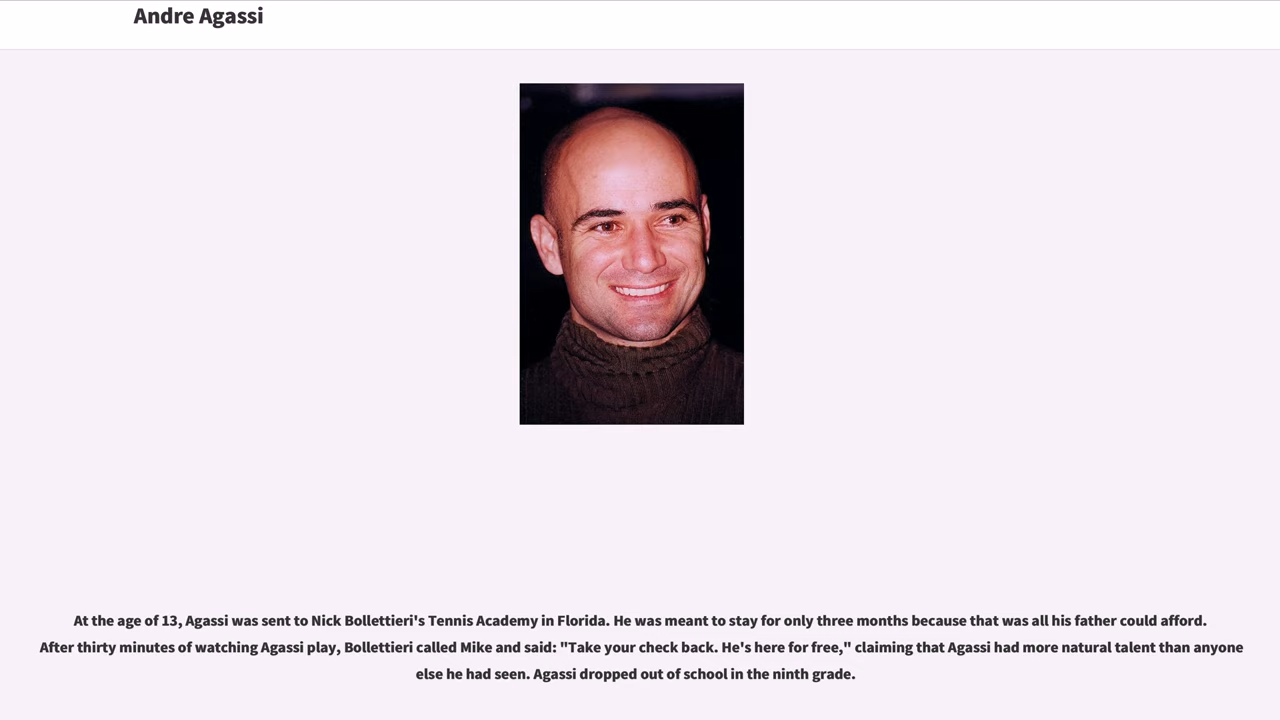 Andre Agassi
At the age of 13, Agassi was sent to Nick Bollettieri's Tennis Academy in Florida. He was meant to stay for only three months because that was all his father could afford.
After thirty minutes of watching Agassi play, Bollettieri called Mike and said: "Take your check back. He's here for free," claiming that Agassi had more natural talent than anyone
else he had seen. Agassi dropped out of school in the ninth grade.